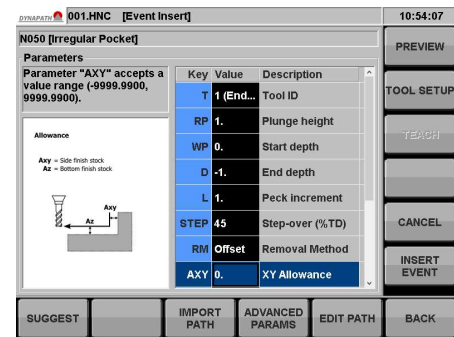 DYNAPATH 001.HNC [Event Insert] 10:54:07
N050 [Irregular Pocket]
Parameters
Parameter "AXY" accepts a
value range (-9999.9900,
9999.9900).
Allowance
Axy = Side finish stock
Az = Bottom finish stock
Axy
Az
Key Value Description
T 1 (End... Tool ID
RP 1. Plunge height
WP 0. Start depth
D -1. End depth
L 1. Peck increment
STEP 45 Step-over (%TD)
RM Offset Removal Method
AXY 0. XY Allowance
PREVIEW
TOOL SETUP
TEACH
CANCEL
INSERT
EVENT
SUGGEST
IMPORT
PATH
ADVANCED
PARAMS
EDIT PATH
BACK